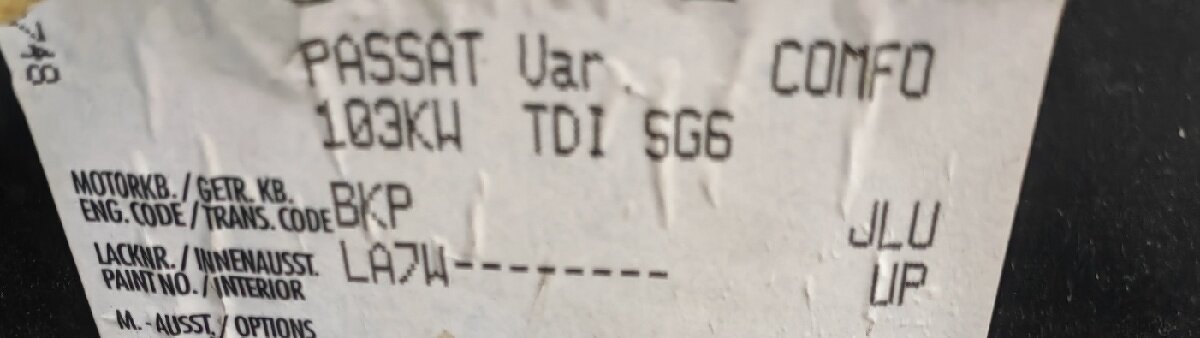 748
PASSAT Var. COMFO
103KW TDI SG6
MOTORKB. / GETR. KB.
ENG. CODE / TRANS. CODE BKP JLU
LACKNR. / INNENAUSST.
PAINT NO. / INTERIOR LA7W-------- UP
M. - AUSST. / OPTIONS